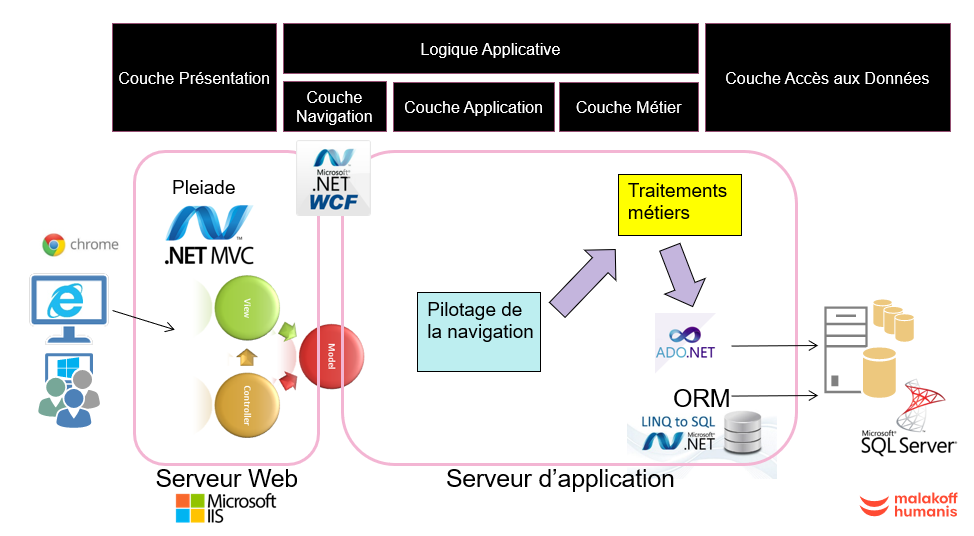 Couche Présentation
Logique Applicative
Couche
Navigation
Couche Application
Couche Métier
Couche Accès aux Données
Microsoft®
.NET
WCF
Pleiade
.NET MVC
chrome
View
Model
Controller
Traitements
métiers
Pilotage de
la navigation
ADO.NET
ORM
LINQ to SQL
Microsoft®
.NET
Microsoft®
SQL Server®
Serveur Web
Microsoft
IIS
Serveur d’application
malakoff
humanis